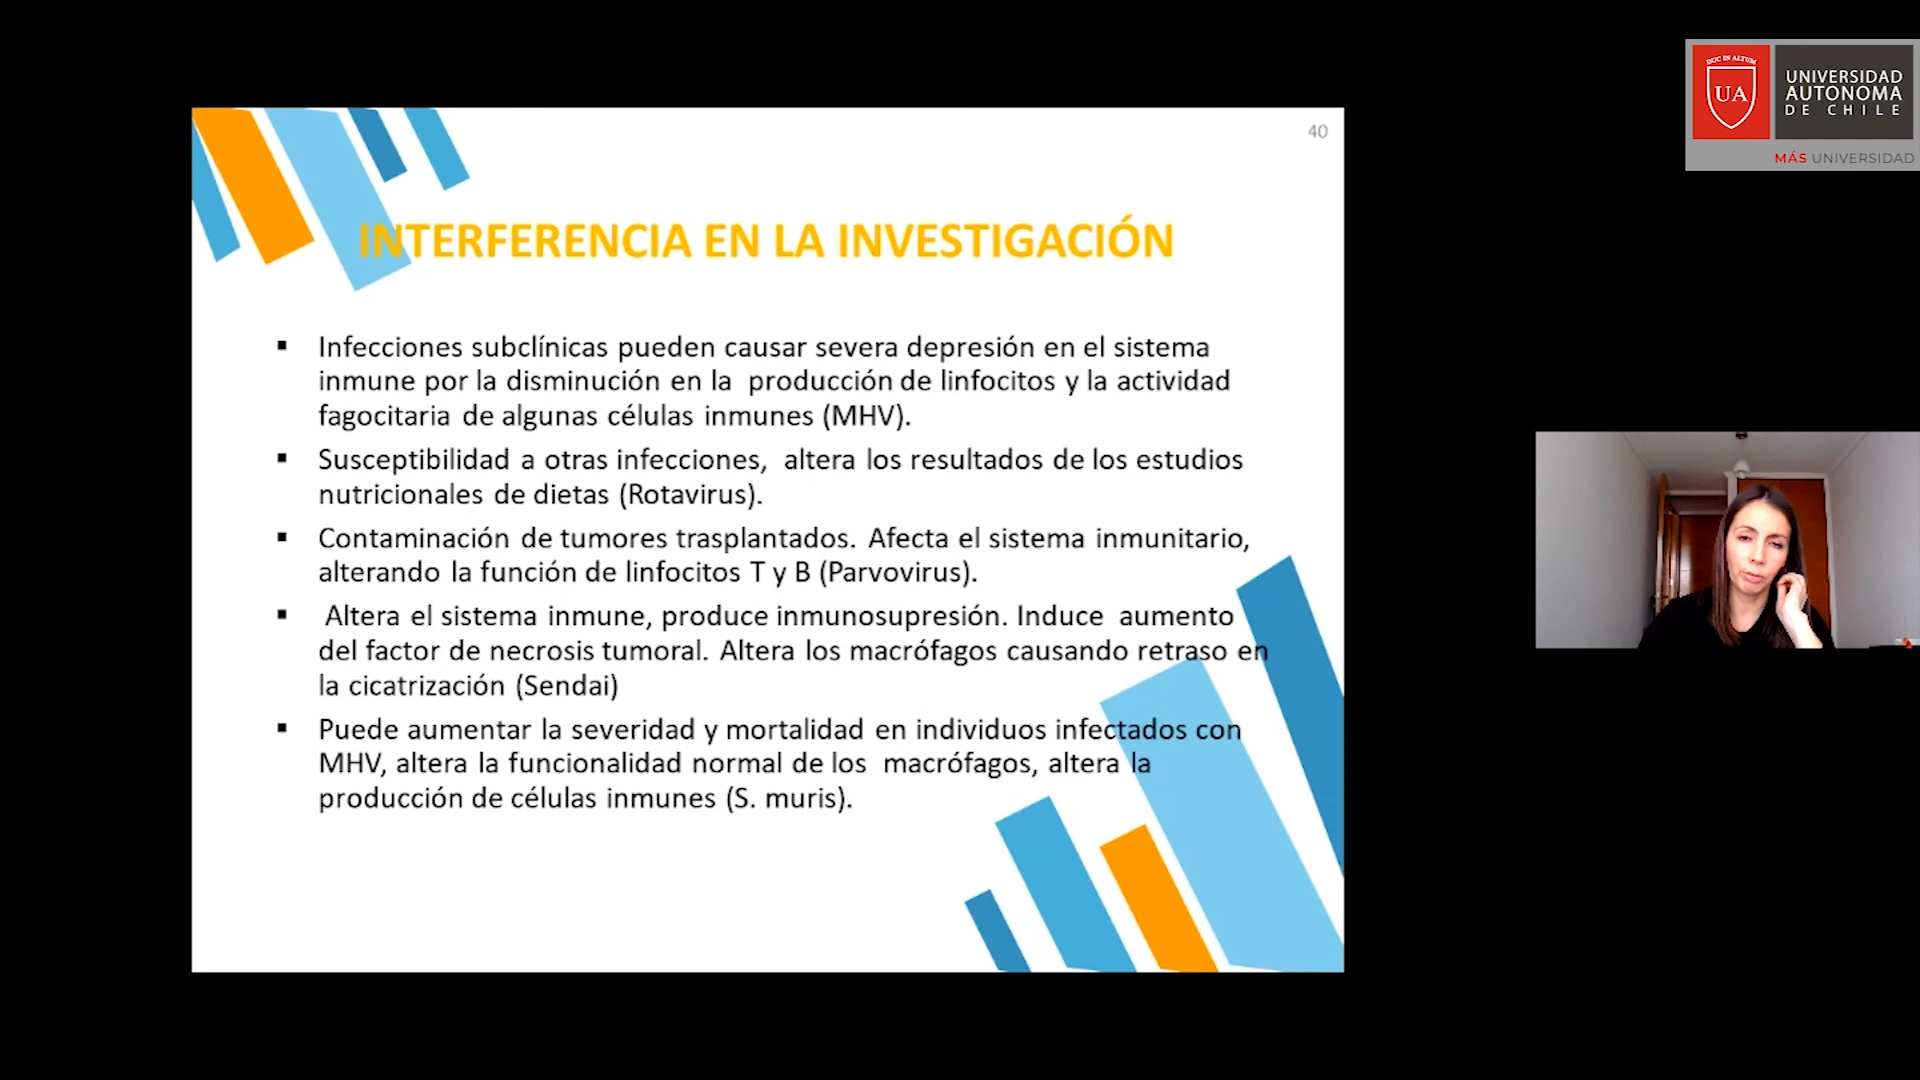 DUC IN ALTUM
UA
UNIVERSIDAD
AUTONOMA
DE CHILE
MÁS UNIVERSIDAD
40
INTERFERENCIA EN LA INVESTIGACIÓN
▪ Infecciones subclínicas pueden causar severa depresión en el sistema
inmune por la disminución en la producción de linfocitos y la actividad
fagocitaria de algunas células inmunes (MHV).
▪ Susceptibilidad a otras infecciones, altera los resultados de los estudios
nutricionales de dietas (Rotavirus).
▪ Contaminación de tumores trasplantados. Afecta el sistema inmunitario,
alterando la función de linfocitos T y B (Parvovirus).
▪ Altera el sistema inmune, produce inmunosupresión. Induce aumento
del factor de necrosis tumoral. Altera los macrófagos causando retraso en
la cicatrización (Sendai)
▪ Puede aumentar la severidad y mortalidad en individuos infectados con
MHV, altera la funcionalidad normal de los macrófagos, altera la
producción de células inmunes (S. muris).